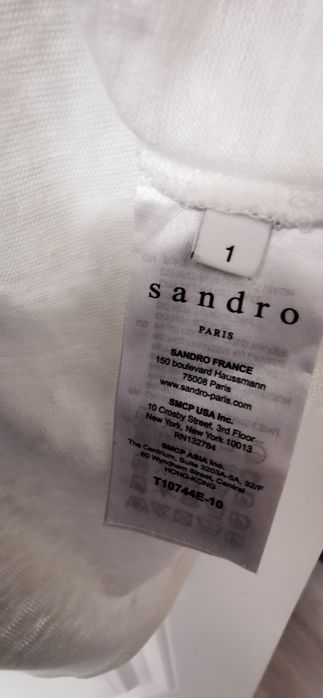 1
sandro
PARIS
SANDRO FRANCE
150 boulevard Haussmann
75008 Paris
www.sandro-paris.com
SMCP USA Inc.
10 Crosby Street, 3rd Floor
New York, New York 10013
RN132784
SMCP ASIA Inc.
The Centrium, Suite 3203A-5A, 32/F
60 Wyndham Street, Central
HONG-KONG
T10744E-10